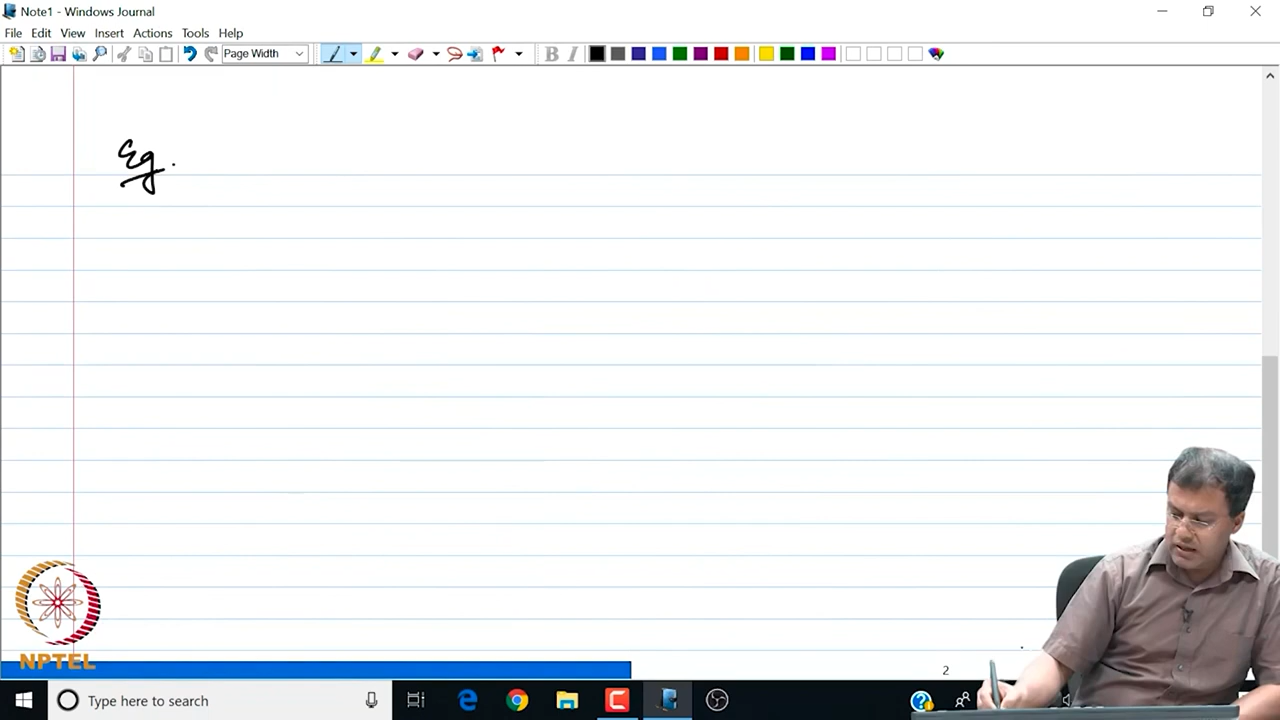 Note1 - Windows Journal
File Edit View Insert Actions Tools Help
Page Width
B I
Eg.
NPTEL
2
Type here to search